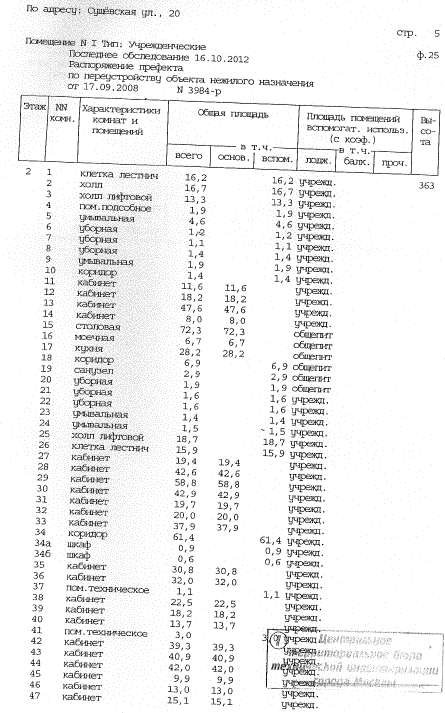 По адресу: Сущёвская ул., 20
стр. 5
Помещение N I Тип: Учрежденческие
ф.25
Последнее обследование 16.10.2012
Распоряжение префекта
по переустройству объекта нежилого назначения
от 17.09.2008 N 3984-р
Этаж NN комн. Характеристики комнат и помещений Общая площадь Площадь помещений вспомогат. использ. (с коэф.) Вы-со-та
в т.ч. в т.ч.
всего основ. вспом. лодж. балк. проч.
2 1 клетка лестнич 16,2 16,2 учрежд. 363
2 холл 16,7 16,7 учрежд.
3 холл лифтовой 13,3 13,3 учрежд.
4 пом.подсобное 1,9 1,9 учрежд.
5 умывальная 4,6 4,6 учрежд.
6 уборная 1,2 1,2 учрежд.
7 уборная 1,1 1,1 учрежд.
8 уборная 1,4 1,4 учрежд.
9 умывальная 1,9 1,9 учрежд.
10 коридор 1,4 1,4 учрежд.
11 кабинет 11,6 11,6 учрежд.
12 кабинет 18,2 18,2 учрежд.
13 кабинет 47,6 47,6 учрежд.
14 кабинет 8,0 8,0 учрежд.
15 столовая 72,3 72,3 общепит
16 моечная 6,7 6,7 общепит
17 кухня 28,2 28,2 общепит
18 коридор 6,9 6,9 общепит
19 санузел 2,9 2,9 общепит
20 уборная 1,9 1,9 общепит
21 уборная 1,6 1,6 учрежд.
22 уборная 1,6 1,6 учрежд.
23 умывальная 1,4 1,4 учрежд.
24 умывальная 1,5 1,5 учрежд.
25 холл лифтовой 18,7 18,7 учрежд.
26 клетка лестнич 15,9 15,9 учрежд.
27 кабинет 19,4 19,4 учрежд.
28 кабинет 42,6 42,6 учрежд.
29 кабинет 58,8 58,8 учрежд.
30 кабинет 42,9 42,9 учрежд.
31 кабинет 19,7 19,7 учрежд.
32 кабинет 20,0 20,0 учрежд.
33 кабинет 37,9 37,9 учрежд.
34 коридор 61,4 61,4 учрежд.
34а шкаф 0,9 0,9 учрежд.
34б шкаф 0,6 0,6 учрежд.
35 кабинет 30,8 30,8 учрежд.
36 кабинет 32,0 32,0 учрежд.
37 пом.техническое 1,1 1,1 учрежд.
38 кабинет 22,5 22,5 учрежд.
39 кабинет 18,2 18,2 учрежд.
40 кабинет 13,7 13,7 учрежд.
41 пом.техническое 3,0 3,0 учрежд.
42 кабинет 39,3 39,3 учрежд.
43 кабинет 40,9 40,9 учрежд.
44 кабинет 42,0 42,0 учрежд.
45 кабинет 9,9 9,9 учрежд.
46 кабинет 13,0 13,0 учрежд.
47 кабинет 15,1 15,1 учрежд.
Центральное
территориальное бюро
технической инвентаризации
города Москвы